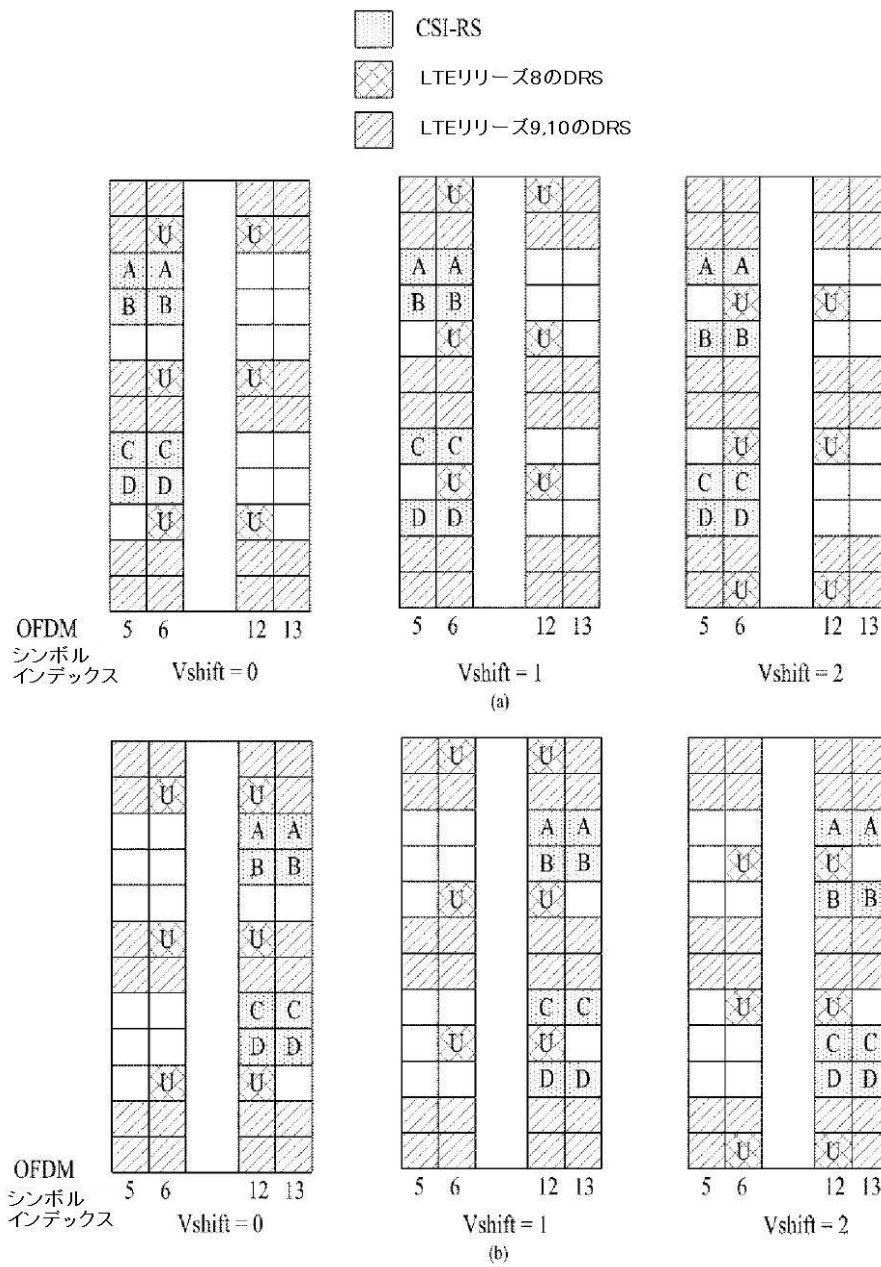 CSI-RS
LTEリリーズ8のDRS
LTEリリーズ9,10のDRS
U U U
U U
A A A A A A
B B B B U U
U U B B
U U
C C C C U U
D D U U C C
U U D D D D
U U
OFDM
シンボル
インデックス
5 6 12 13 5 6 12 13 5 6 12 13
Vshift = 0 Vshift = 1 Vshift = 2
(a)
U U
U U
A A A A A A
B B B B U U
U U B B
U U
C C C C U U
D D U U C C
U U D D D D
U U
OFDM
シンボル
インデックス
5 6 12 13 5 6 12 13 5 6 12 13
Vshift = 0 Vshift = 1 Vshift = 2
(b)